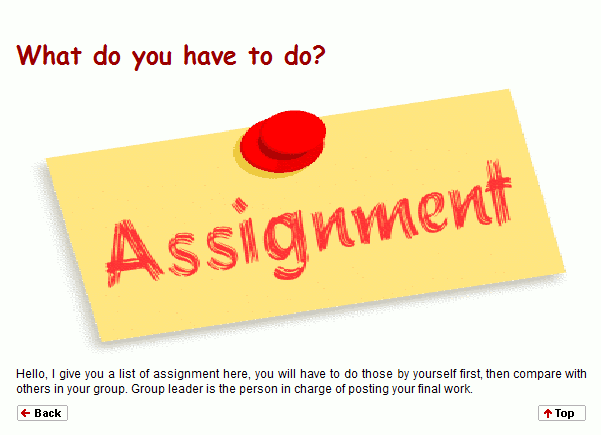 What do you have to do?
Assignment
Hello, I give you a list of assignment here, you will have to do those by yourself first, then compare with
others in your group. Group leader is the person in charge of posting your final work.
Back Top